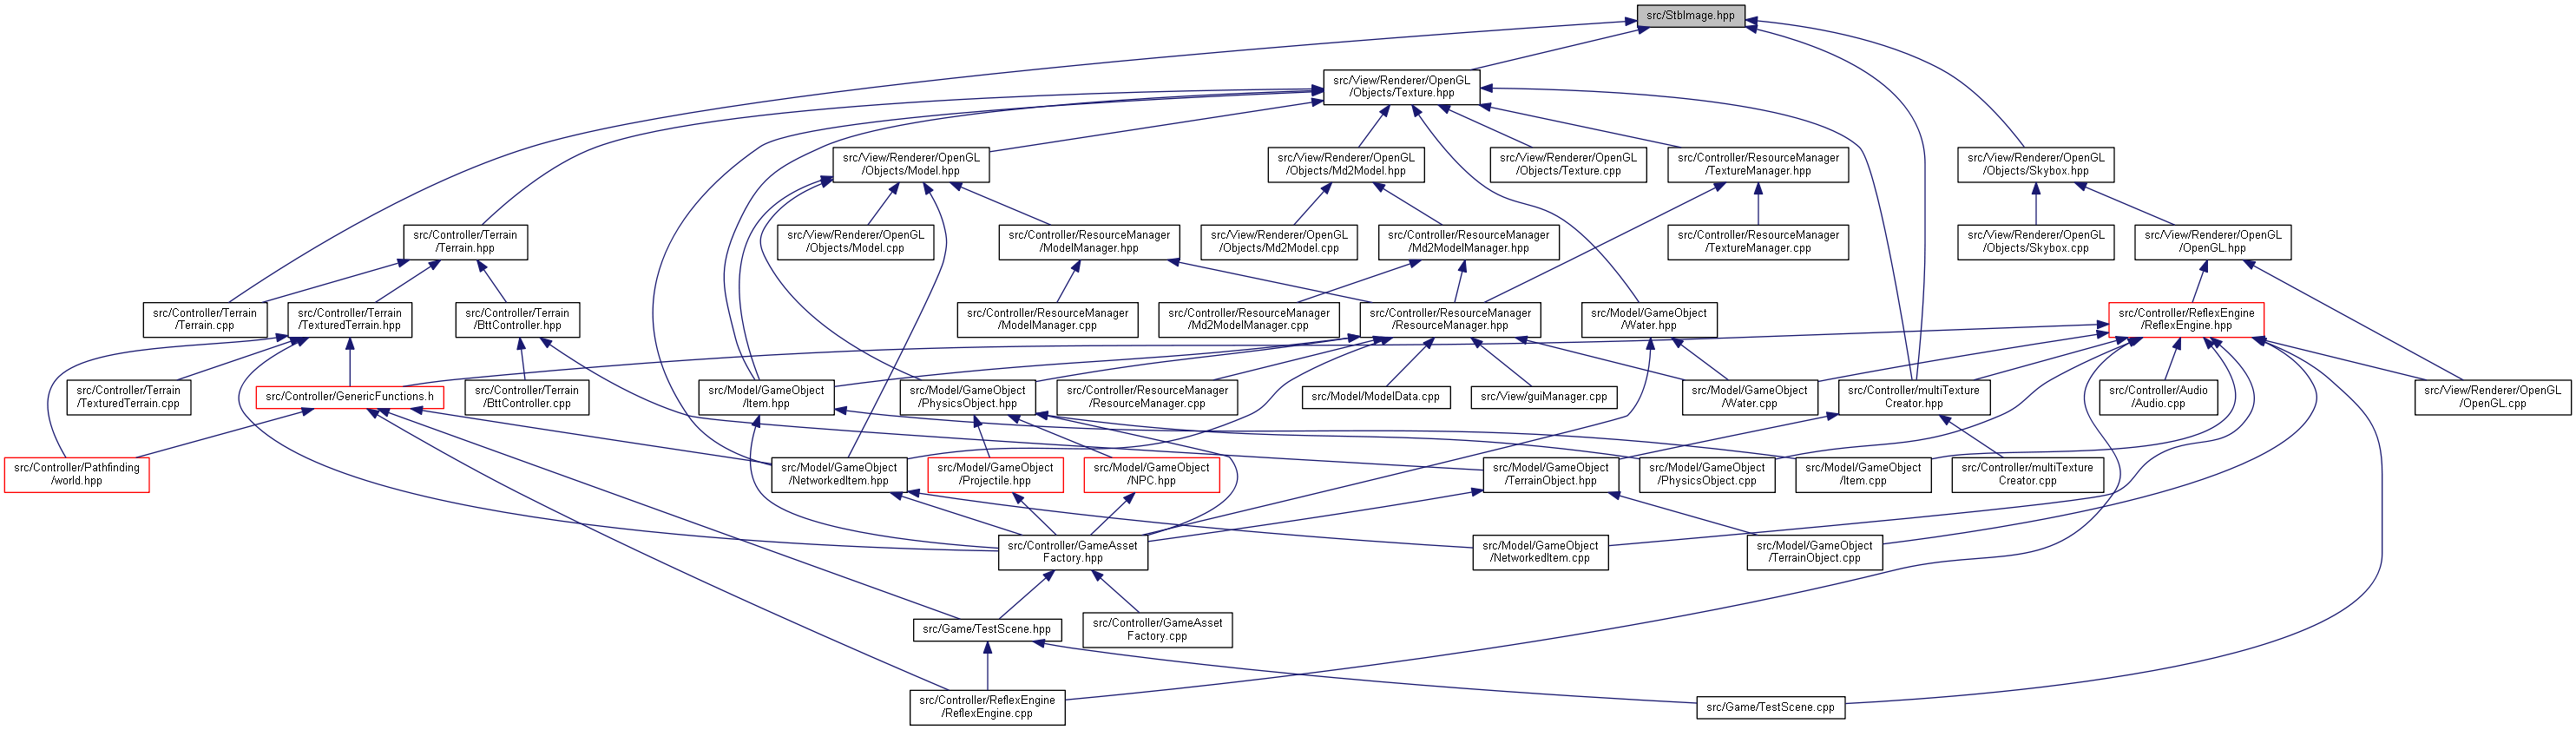 src/StbImage.hpp
src/View/Renderer/OpenGL
/Objects/Texture.hpp
src/View/Renderer/OpenGL
/Objects/Model.hpp
src/View/Renderer/OpenGL
/Objects/Md2Model.hpp
src/View/Renderer/OpenGL
/Objects/Texture.cpp
src/Controller/ResourceManager
/TextureManager.hpp
src/View/Renderer/OpenGL
/Objects/Skybox.hpp
src/Controller/Terrain
/Terrain.hpp
src/View/Renderer/OpenGL
/Objects/Model.cpp
src/Controller/ResourceManager
/ModelManager.hpp
src/View/Renderer/OpenGL
/Objects/Md2Model.cpp
src/Controller/ResourceManager
/Md2ModelManager.hpp
src/Controller/ResourceManager
/TextureManager.cpp
src/View/Renderer/OpenGL
/Objects/Skybox.cpp
src/View/Renderer/OpenGL
/OpenGL.hpp
src/Controller/Terrain
/Terrain.cpp
src/Controller/Terrain
/TexturedTerrain.hpp
src/Controller/Terrain
/BttController.hpp
src/Controller/ResourceManager
/ModelManager.cpp
src/Controller/ResourceManager
/Md2ModelManager.cpp
src/Controller/ResourceManager
/ResourceManager.hpp
src/Model/GameObject
/Water.hpp
src/Controller/ReflexEngine
/ReflexEngine.hpp
src/Controller/Terrain
/TexturedTerrain.cpp
src/Controller/GenericFunctions.h
src/Controller/Terrain
/BttController.cpp
src/Model/GameObject
/Item.hpp
src/Model/GameObject
/PhysicsObject.hpp
src/Controller/ResourceManager
/ResourceManager.cpp
src/Model/ModelData.cpp
src/View/guiManager.cpp
src/Model/GameObject
/Water.cpp
src/Controller/multiTexture
Creator.hpp
src/Controller/Audio
/Audio.cpp
src/View/Renderer/OpenGL
/OpenGL.cpp
src/Controller/Pathfinding
/world.hpp
src/Model/GameObject
/NetworkedItem.hpp
src/Model/GameObject
/Projectile.hpp
src/Model/GameObject
/NPC.hpp
src/Model/GameObject
/TerrainObject.hpp
src/Model/GameObject
/PhysicsObject.cpp
src/Model/GameObject
/Item.cpp
src/Controller/multiTexture
Creator.cpp
src/Controller/GameAsset
Factory.hpp
src/Model/GameObject
/NetworkedItem.cpp
src/Model/GameObject
/TerrainObject.cpp
src/Game/TestScene.hpp
src/Controller/GameAsset
Factory.cpp
src/Controller/ReflexEngine
/ReflexEngine.cpp
src/Game/TestScene.cpp